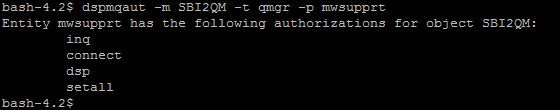 bash-4.2$ dspmqaut -m SBI2QM -t qmgr -p mwsupprt
Entity mwsupprt has the following authorizations for object SBI2QM:
inq
connect
dsp
setall
bash-4.2$